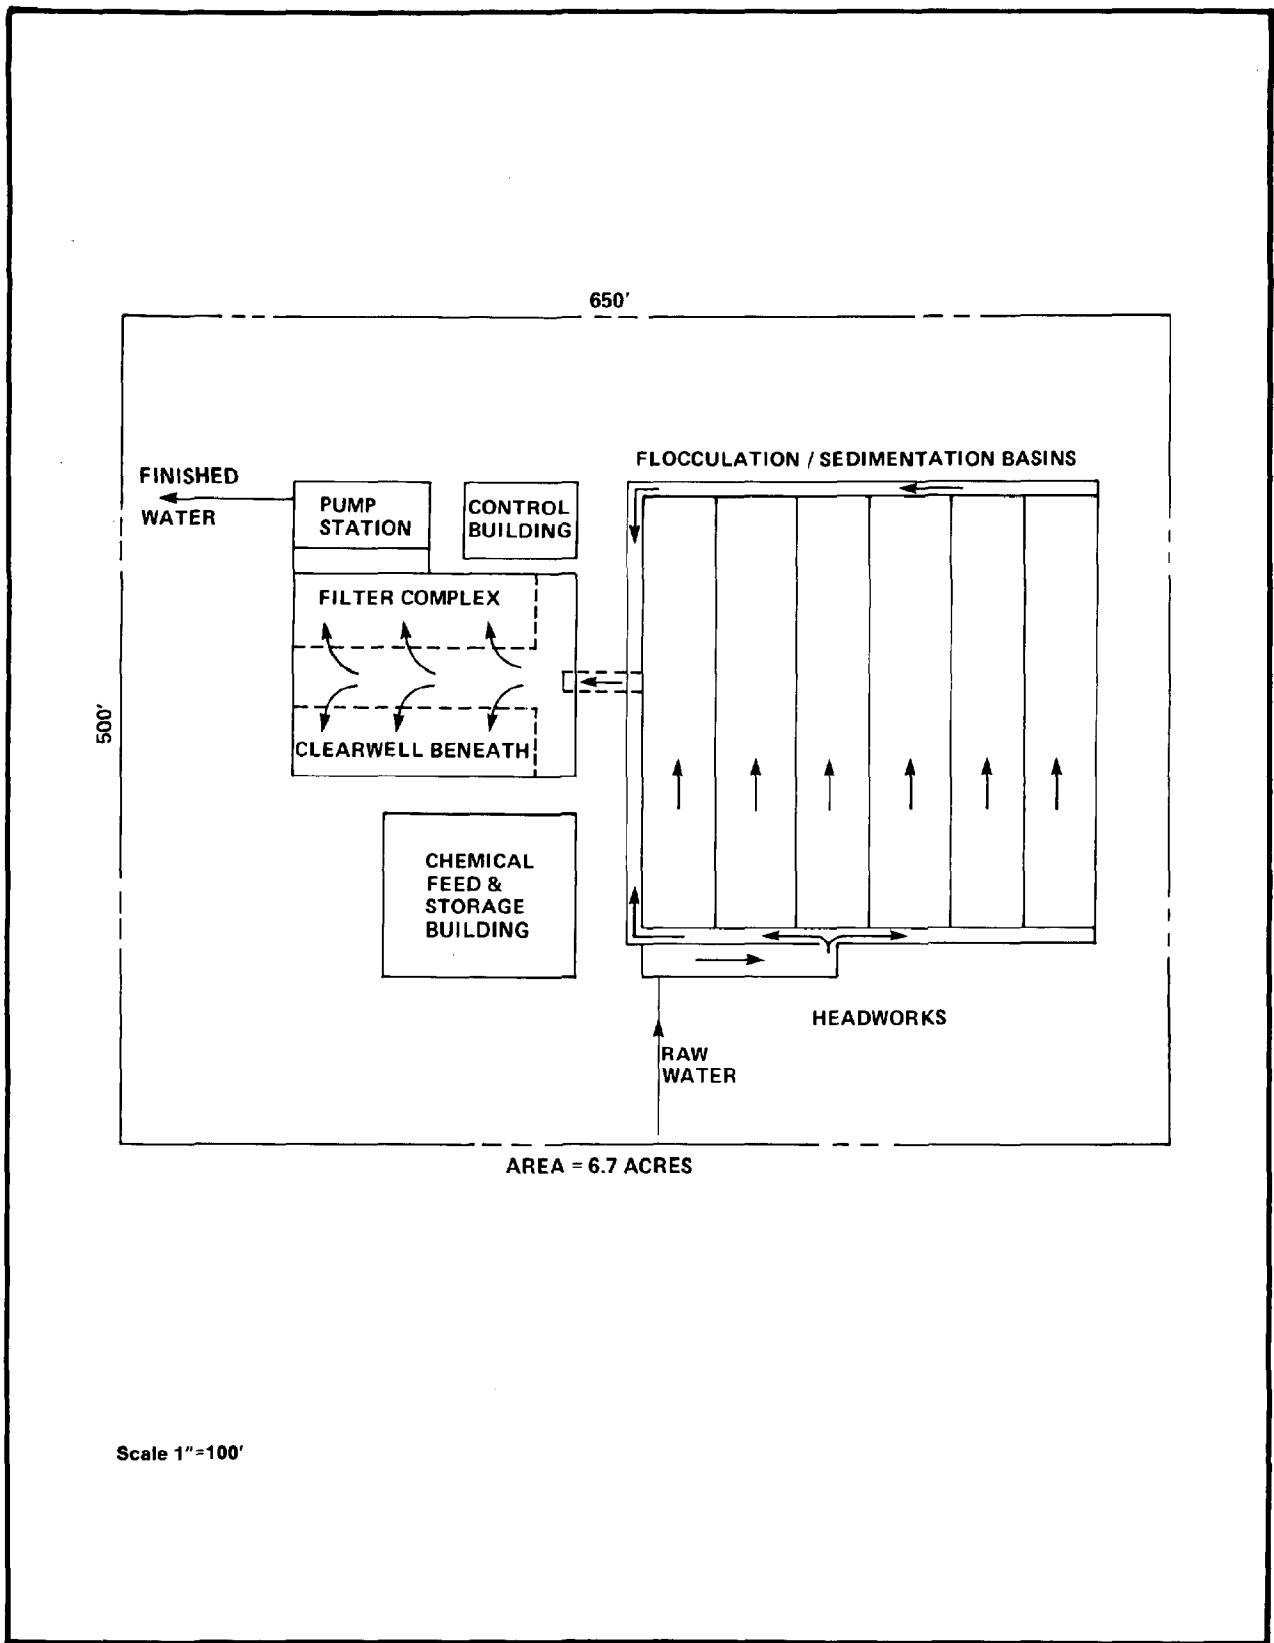 650'
FLOCCULATION / SEDIMENTATION BASINS
FINISHED
WATER
PUMP
STATION
CONTROL
BUILDING
FILTER COMPLEX
500'
CLEARWELL BENEATH
CHEMICAL
FEED &
STORAGE
BUILDING
HEADWORKS
RAW
WATER
AREA = 6.7 ACRES
Scale 1"=100'